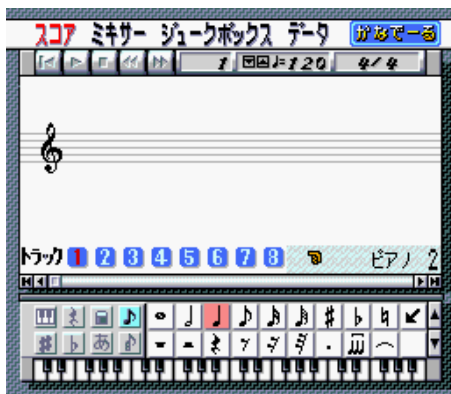 スコア ミキサー ジュークボックス データ かなでーる
1 ♩=120 4/4
トラック 1 2 3 4 5 6 7 8 ピアノ 2
あ